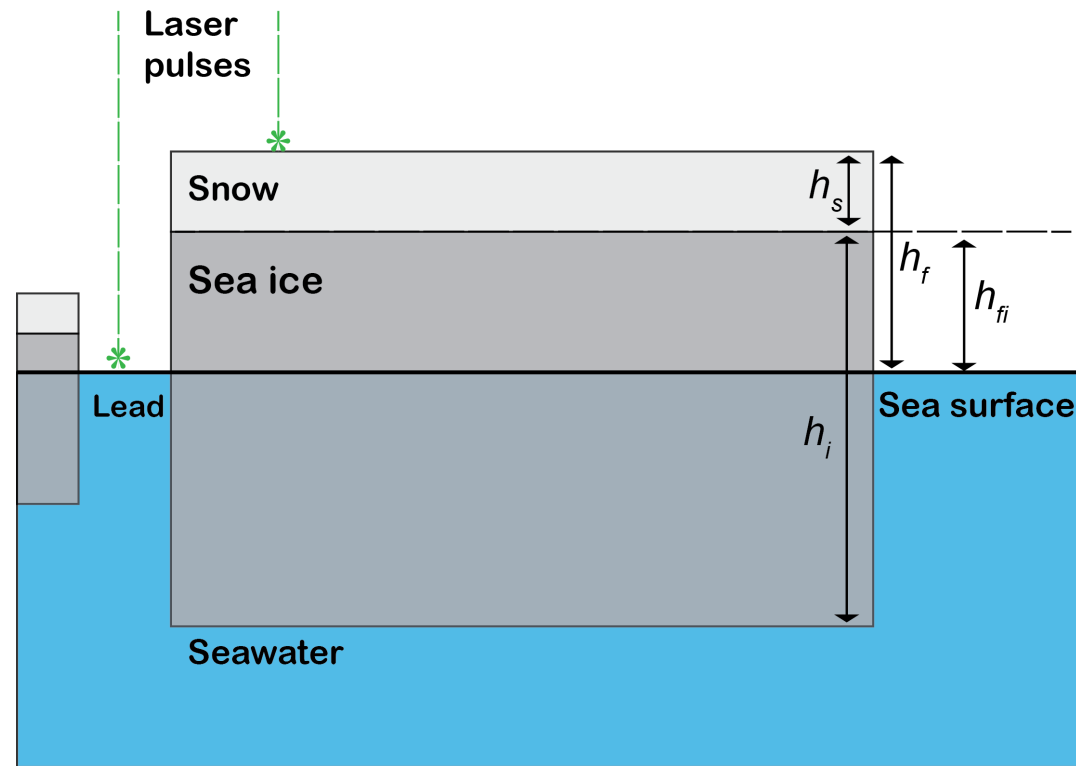 Laser
pulses
Snow
h_s
Sea ice
h_f
h_fi
Lead
Sea surface
h_i
Seawater